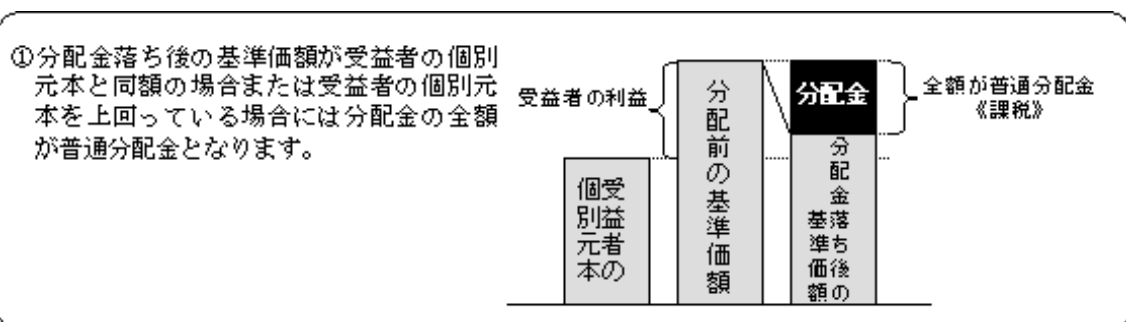 ①分配金落ち後の基準価額が受益者の個別
元本と同額の場合または受益者の個別元
本を上回っている場合には分配金の全額
が普通分配金となります。
受益者の利益
受益者の
個別元本
分配前の基準価額
分配金
分配金落ち後の
基準価額
全額が普通分配金
《課税》